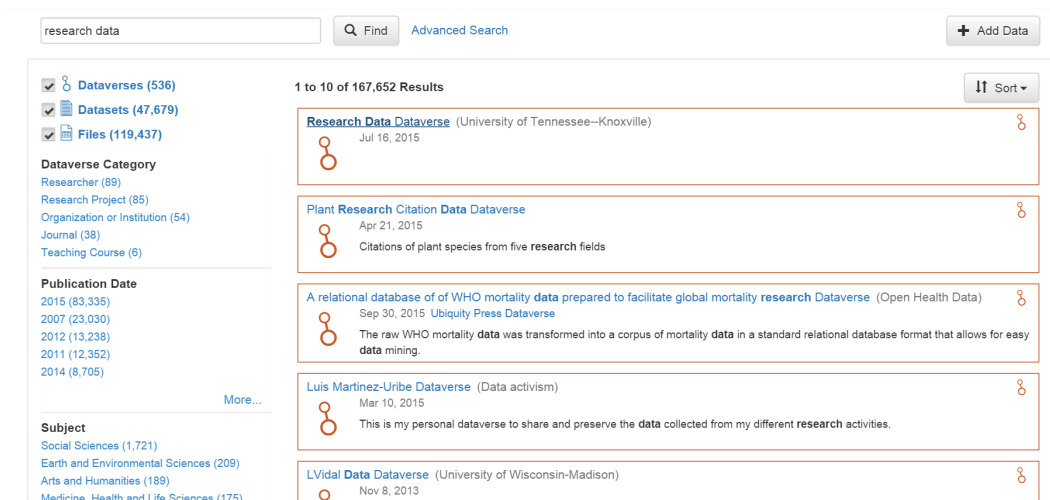 research data
Find
Advanced Search
Add Data
Dataverses (536)
Datasets (47,679)
Files (119,437)
Dataverse Category
Researcher (89)
Research Project (85)
Organization or Institution (54)
Journal (38)
Teaching Course (6)
Publication Date
2015 (83,335)
2007 (23,030)
2012 (13,238)
2011 (12,352)
2014 (8,705)
More...
Subject
Social Sciences (1,721)
Earth and Environmental Sciences (209)
Arts and Humanities (189)
Medicine, Health and Life Sciences (175)
1 to 10 of 167,652 Results
Sort
Research Data Dataverse (University of Tennessee--Knoxville)
Jul 16, 2015
Plant Research Citation Data Dataverse
Apr 21, 2015
Citations of plant species from five research fields
A relational database of of WHO mortality data prepared to facilitate global mortality research Dataverse (Open Health Data)
Sep 30, 2015 Ubiquity Press Dataverse
The raw WHO mortality data was transformed into a corpus of mortality data in a standard relational database format that allows for easy
data mining.
Luis Martinez-Uribe Dataverse (Data activism)
Mar 10, 2015
This is my personal dataverse to share and preserve the data collected from my different research activities.
LVidal Data Dataverse (University of Wisconsin-Madison)
Nov 8, 2013